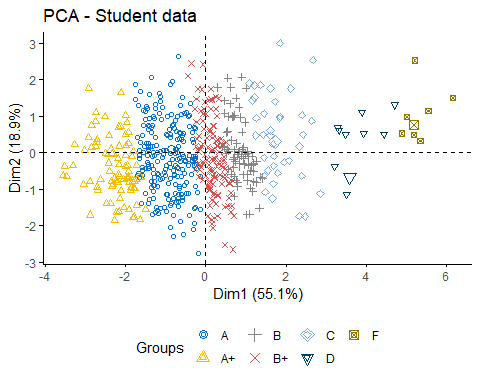 PCA - Student data
3
2
1
0
-1
-2
-3
Dim2 (18.9%)
-4
-2
0
2
4
6
Dim1 (55.1%)
Groups
A
B
C
F
A+
B+
D